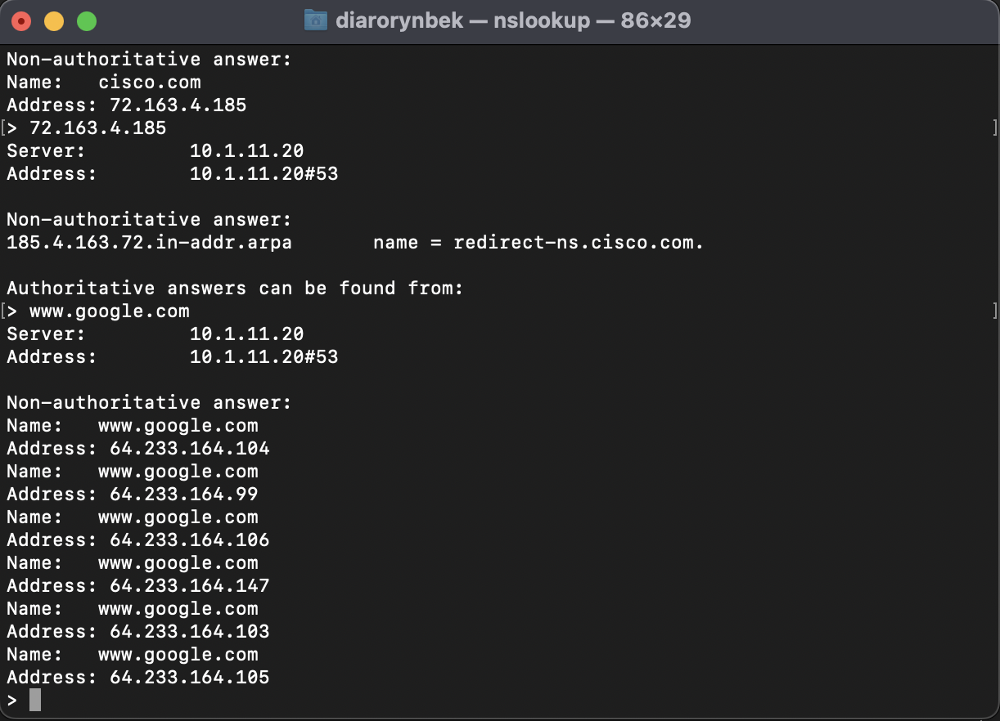 diarorynbek — nslookup — 86×29
Non-authoritative answer:
Name:   cisco.com
Address: 72.163.4.185
[> 72.163.4.185 ]
Server:         10.1.11.20
Address:        10.1.11.20#53

Non-authoritative answer:
185.4.163.72.in-addr.arpa       name = redirect-ns.cisco.com.

Authoritative answers can be found from:
[> www.google.com ]
Server:         10.1.11.20
Address:        10.1.11.20#53

Non-authoritative answer:
Name:   www.google.com
Address: 64.233.164.104
Name:   www.google.com
Address: 64.233.164.99
Name:   www.google.com
Address: 64.233.164.106
Name:   www.google.com
Address: 64.233.164.147
Name:   www.google.com
Address: 64.233.164.103
Name:   www.google.com
Address: 64.233.164.105
>